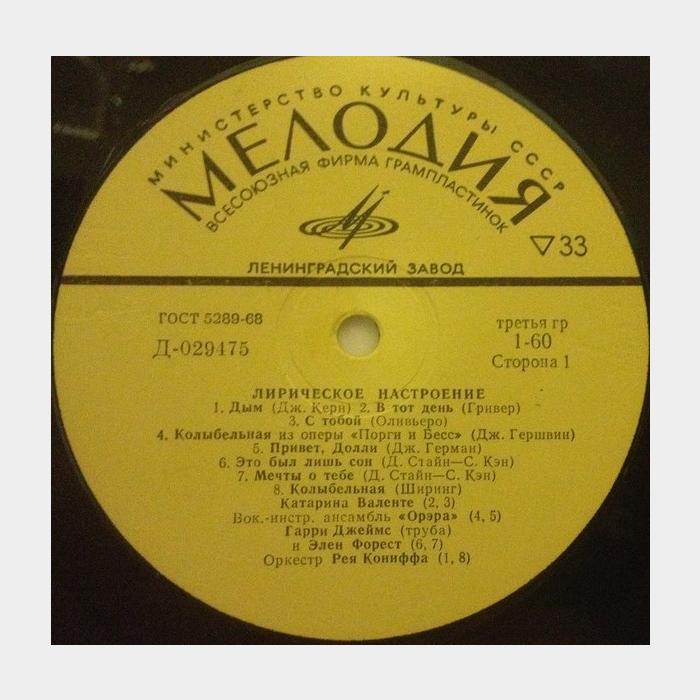 МИНИСТЕРСТВО КУЛЬТУРЫ СССР
МЕЛОДИЯ
ВСЕСОЮЗНАЯ ФИРМА ГРАМПЛАСТИНОК
▽33
ЛЕНИНГРАДСКИЙ ЗАВОД
ГОСТ 5289-68
третья гр
Д-029475
1-60
Сторона 1
ЛИРИЧЕСКОЕ НАСТРОЕНИЕ
1. Дым (Дж. Керн) 2. В тот день (Гривер)
3. С тобой (Оливьеро)
4. Колыбельная из оперы «Порги и Бесс» (Дж. Гершвин)
5. Привет, Долли (Дж. Герман)
6. Это был лишь сон (Д. Стайн—С. Кэн)
7. Мечты о тебе (Д. Стайн—С. Кэн)
8. Колыбельная (Ширинг)
Катарина Валенте (2, 3)
Вок.-инстр. ансамбль «Орэра» (4, 5)
Гарри Джеймс (труба)
и Элен Форест (6, 7)
Оркестр Рея Кониффа (1, 8)